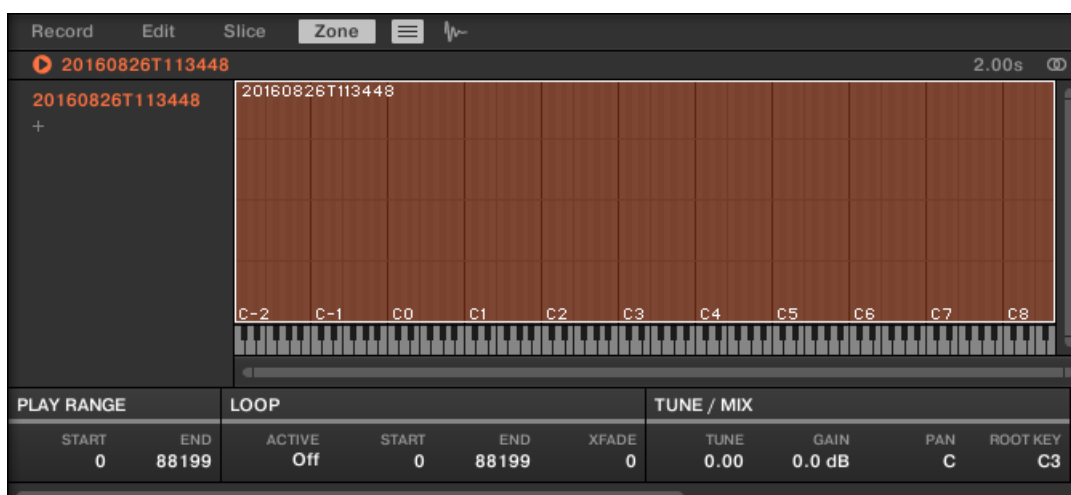 Record Edit Slice Zone
20160826T113448 2.00s
20160826T113448 20160826T113448
+
C-2 C-1 C0 C1 C2 C3 C4 C5 C6 C7 C8
PLAY RANGE LOOP TUNE / MIX
START END ACTIVE START END XFADE TUNE GAIN PAN ROOT KEY
0 88199 Off 0 88199 0 0.00 0.0 dB C C3